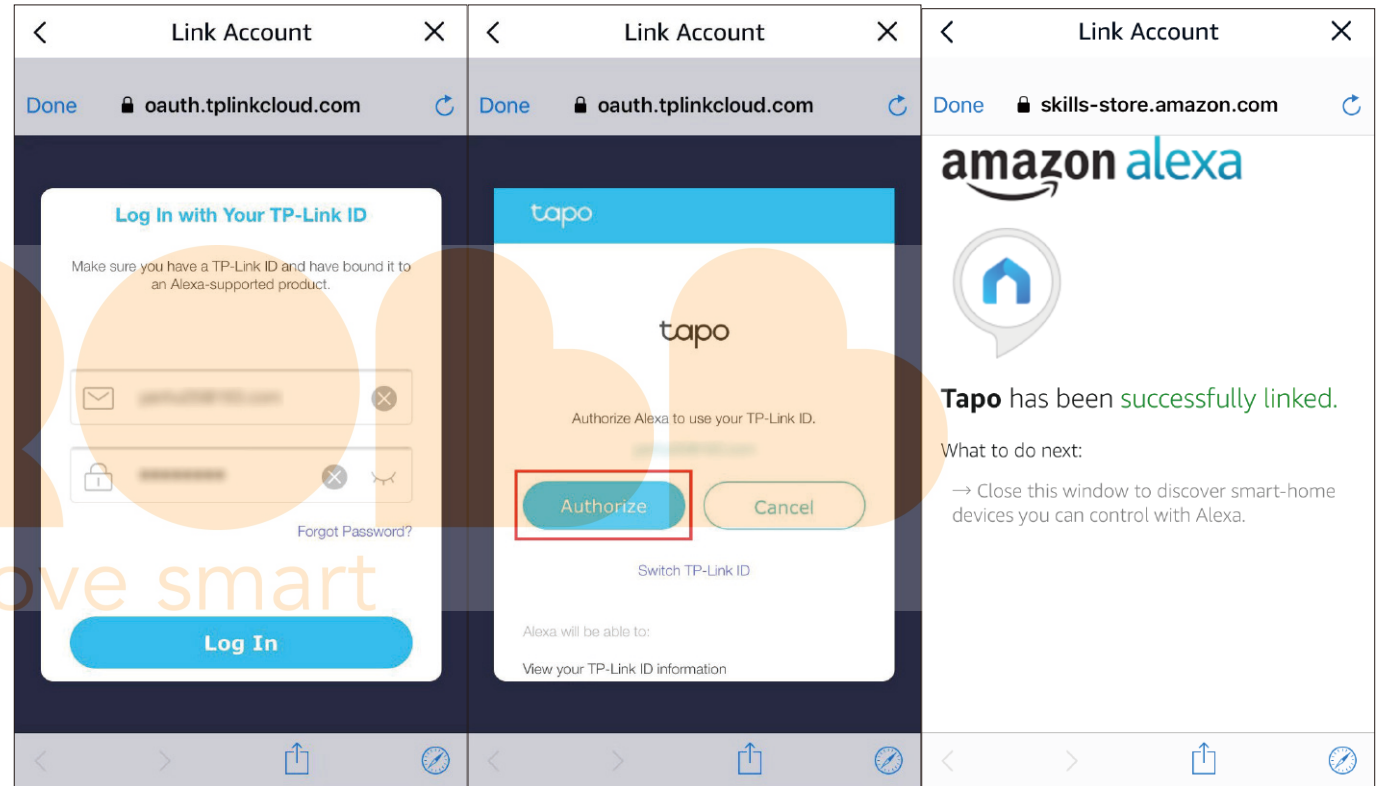 Link Account
Done oauth.tplinkcloud.com
Log In with Your TP-Link ID
Make sure you have a TP-Link ID and have bound it to
an Alexa-supported product.
Forgot Password?
Log In
Link Account
Done oauth.tplinkcloud.com
tapo
tapo
Authorize Alexa to use your TP-Link ID.
Authorize Cancel
Switch TP-Link ID
Alexa will be able to:
View your TP-Link ID information
Link Account
Done skills-store.amazon.com
amazon alexa
Tapo has been successfully linked.
What to do next:
→ Close this window to discover smart-home
devices you can control with Alexa.
smart